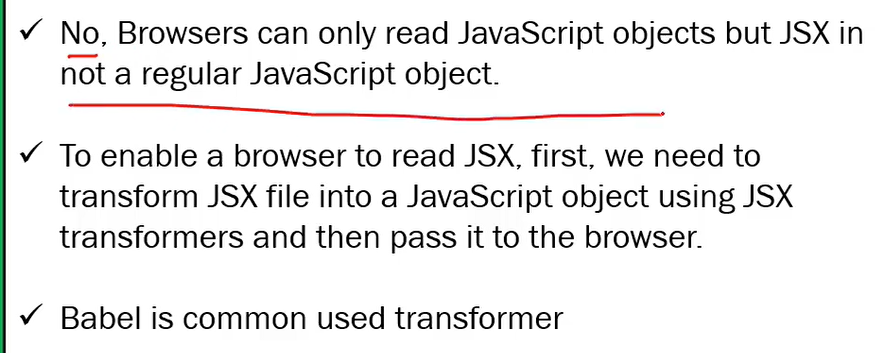 ✓ No, Browsers can only read JavaScript objects but JSX in
not a regular JavaScript object.
✓ To enable a browser to read JSX, first, we need to
transform JSX file into a JavaScript object using JSX
transformers and then pass it to the browser.
✓ Babel is common used transformer